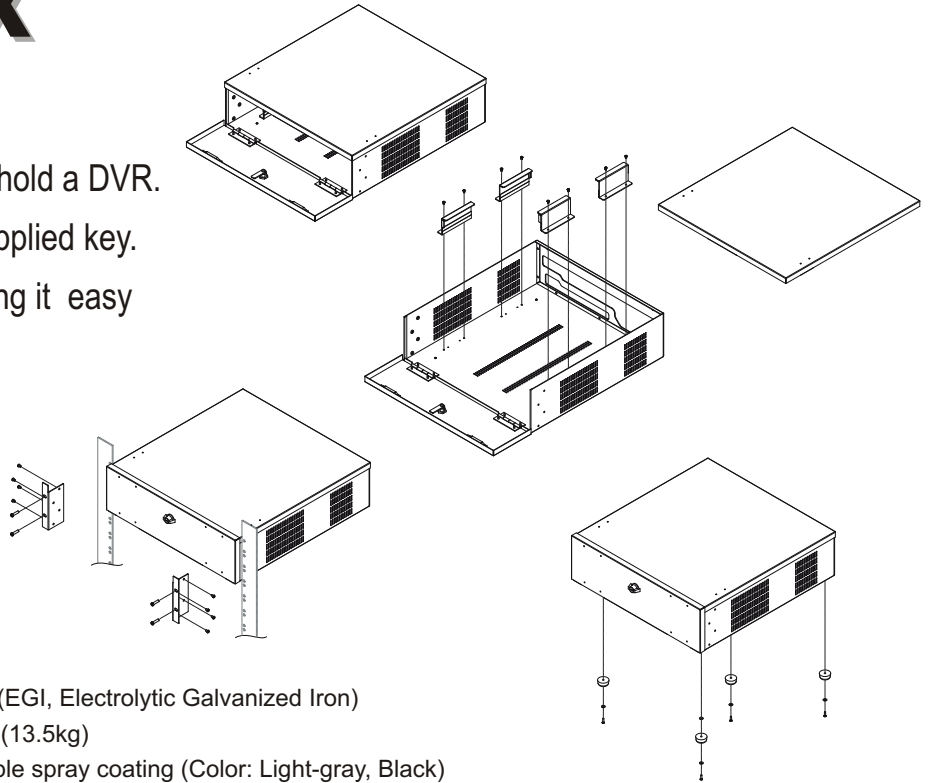 hold a DVR.
pplied key.
ng it easy
(EGI, Electrolytic Galvanized Iron)
(13.5kg)
ble spray coating (Color: Light-gray, Black)